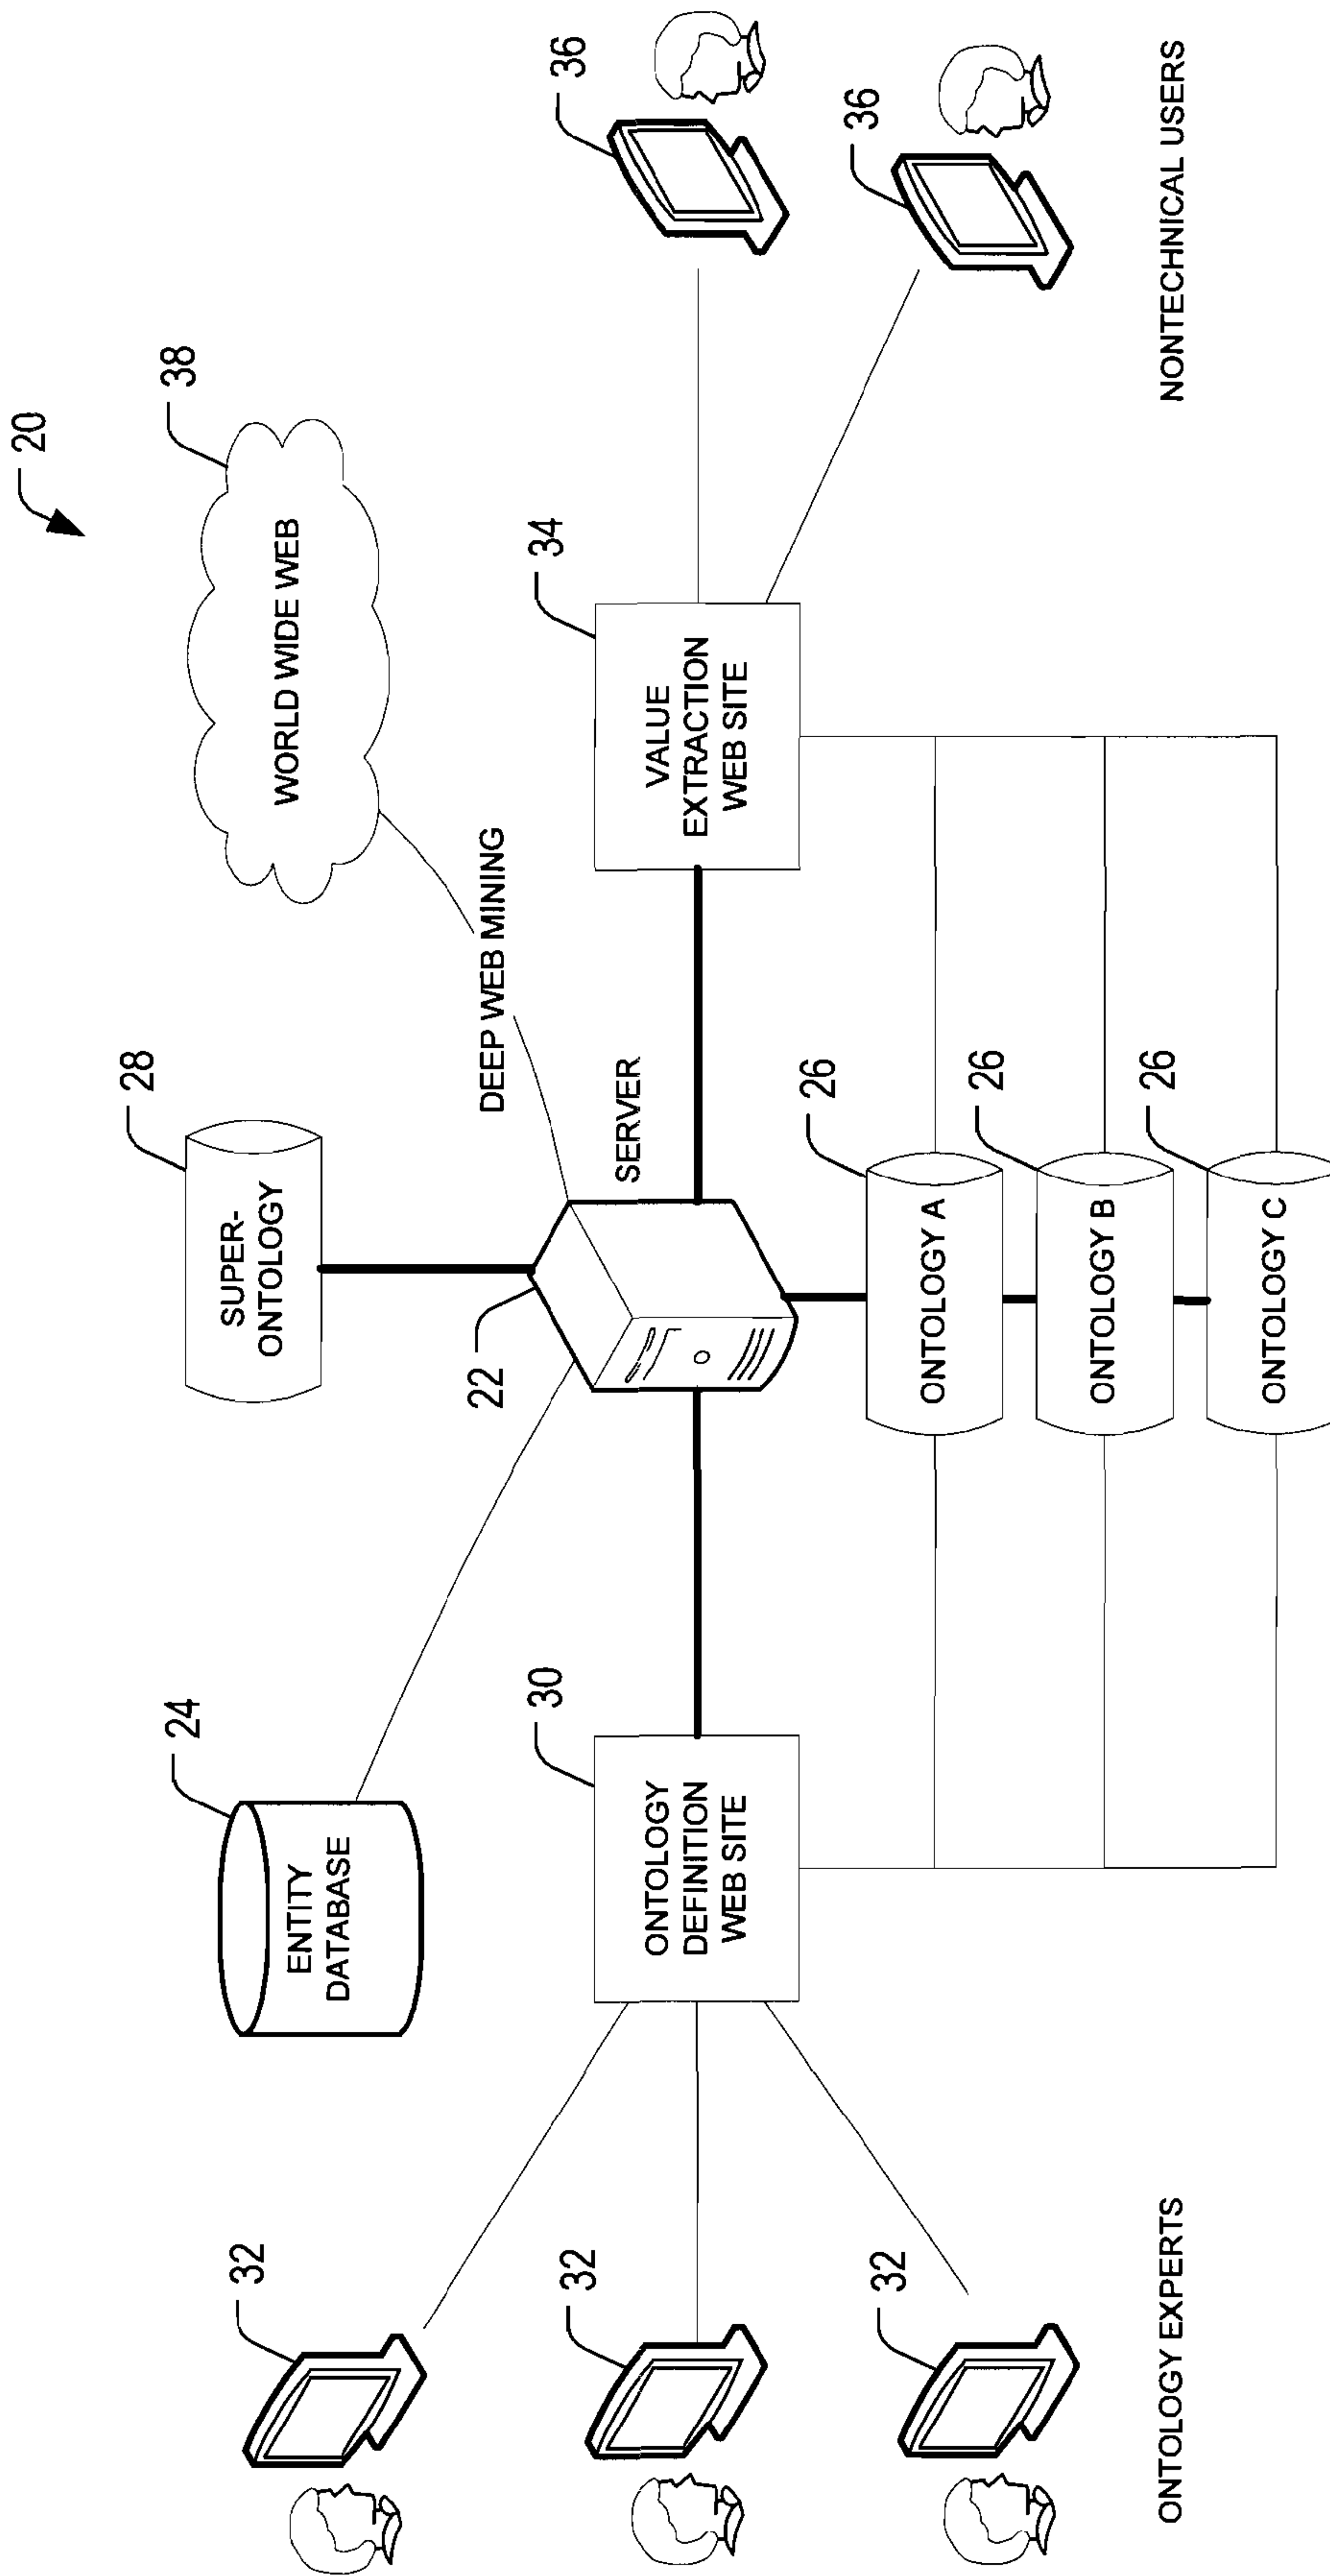 20
24
ENTITY
DATABASE
28
SUPER-
ONTOLOGY
38
WORLD WIDE WEB
DEEP WEB MINING
32
32
32
ONTOLOGY EXPERTS
30
ONTOLOGY
DEFINITION
WEB SITE
22
SERVER
34
VALUE
EXTRACTION
WEB SITE
36
36
NONTECHNICAL USERS
26
ONTOLOGY A
26
ONTOLOGY B
26
ONTOLOGY C